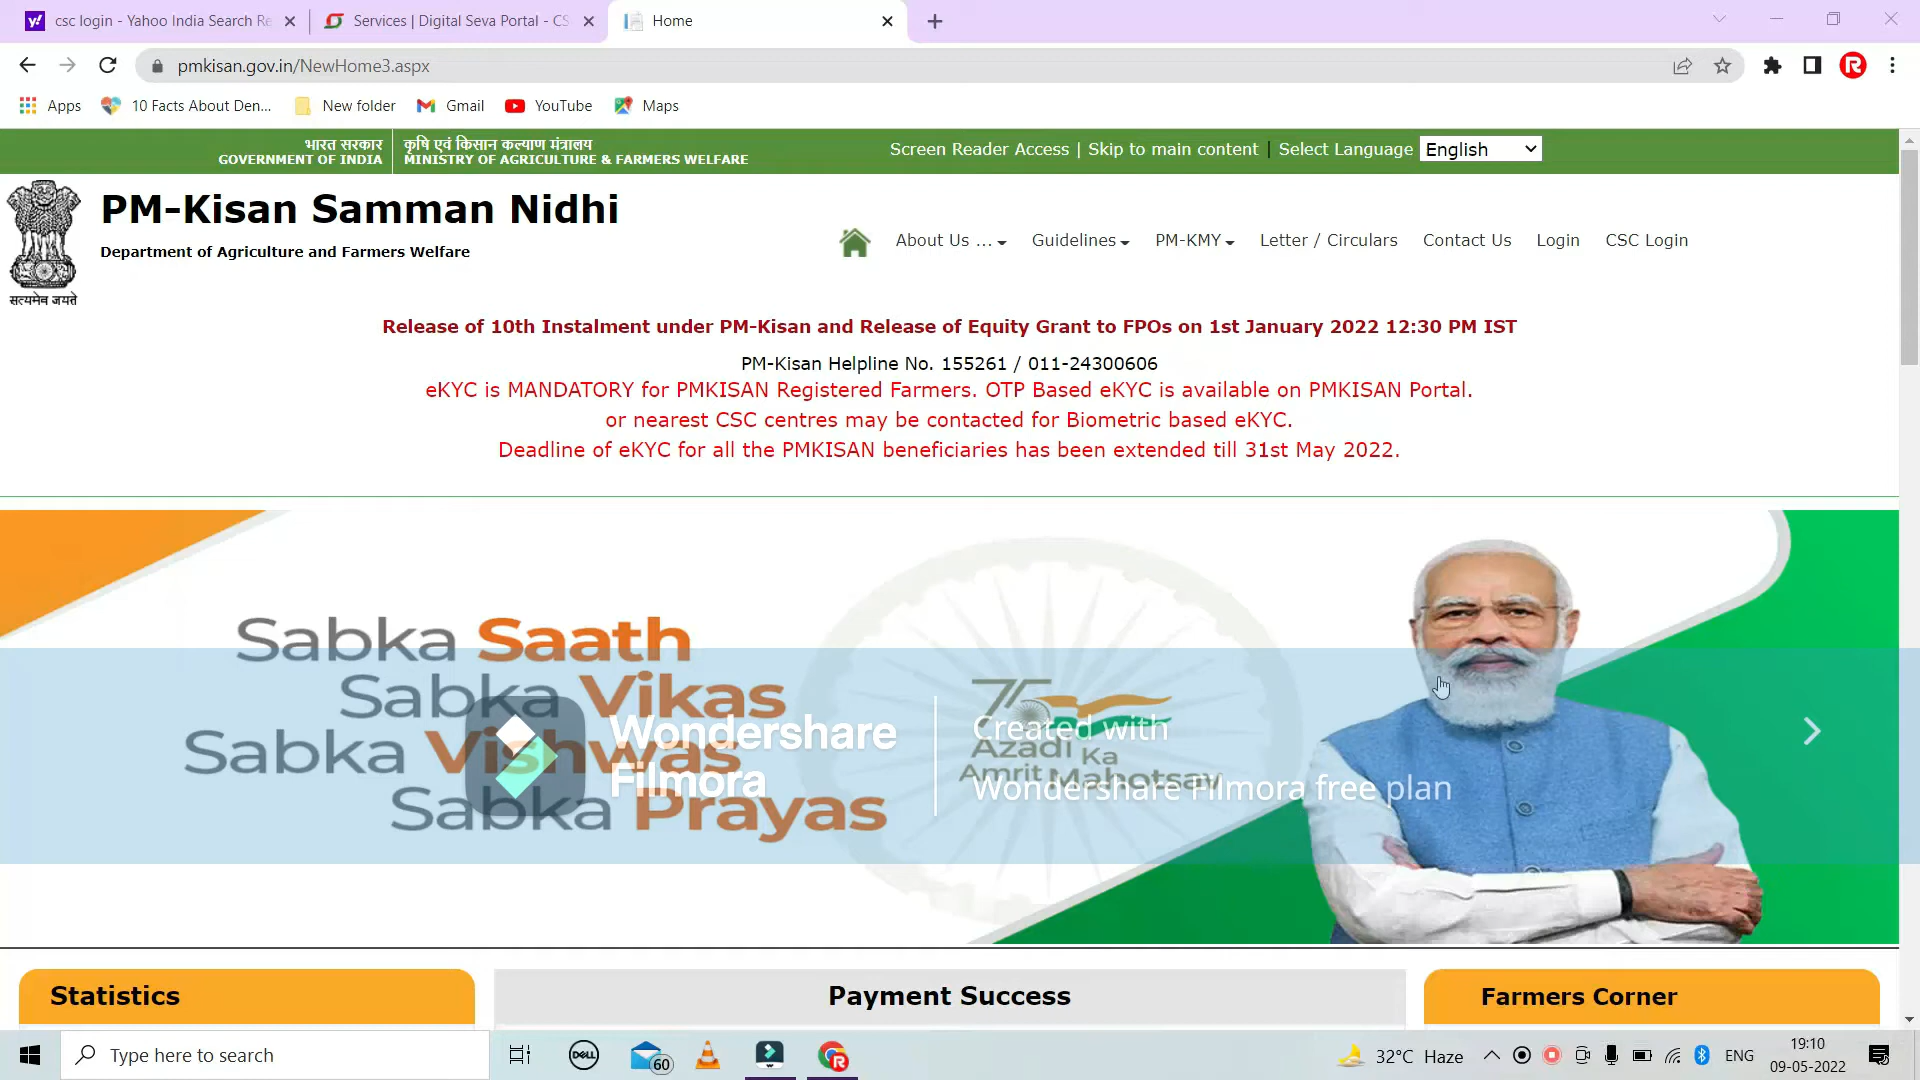 csc login - Yahoo India Search Re
Services | Digital Seva Portal - CS
Home
pmkisan.gov.in/NewHome3.aspx
Apps
10 Facts About Den...
New folder
Gmail
YouTube
Maps
भारत सरकार
GOVERNMENT OF INDIA
कृषि एवं किसान कल्याण मंत्रालय
MINISTRY OF AGRICULTURE & FARMERS WELFARE
Screen Reader Access | Skip to main content | Select Language English
PM-Kisan Samman Nidhi
Department of Agriculture and Farmers Welfare
सत्यमेव जयते
About Us ... Guidelines PM-KMY Letter / Circulars Contact Us Login CSC Login
Release of 10th Instalment under PM-Kisan and Release of Equity Grant to FPOs on 1st January 2022 12:30 PM IST
PM-Kisan Helpline No. 155261 / 011-24300606
eKYC is MANDATORY for PMKISAN Registered Farmers. OTP Based eKYC is available on PMKISAN Portal.
or nearest CSC centres may be contacted for Biometric based eKYC.
Deadline of eKYC for all the PMKISAN beneficiaries has been extended till 31st May 2022.
Sabka Saath
Sabka Vikas
Sabka Vishwas
Sabka Prayas
75
Azadi Ka
Amrit Mahotsav
Wondershare
Filmora
Created with
Wondershare Filmora free plan
Statistics
Payment Success
Farmers Corner
Type here to search
DELL
60
32°C Haze
ENG
19:10
09-05-2022